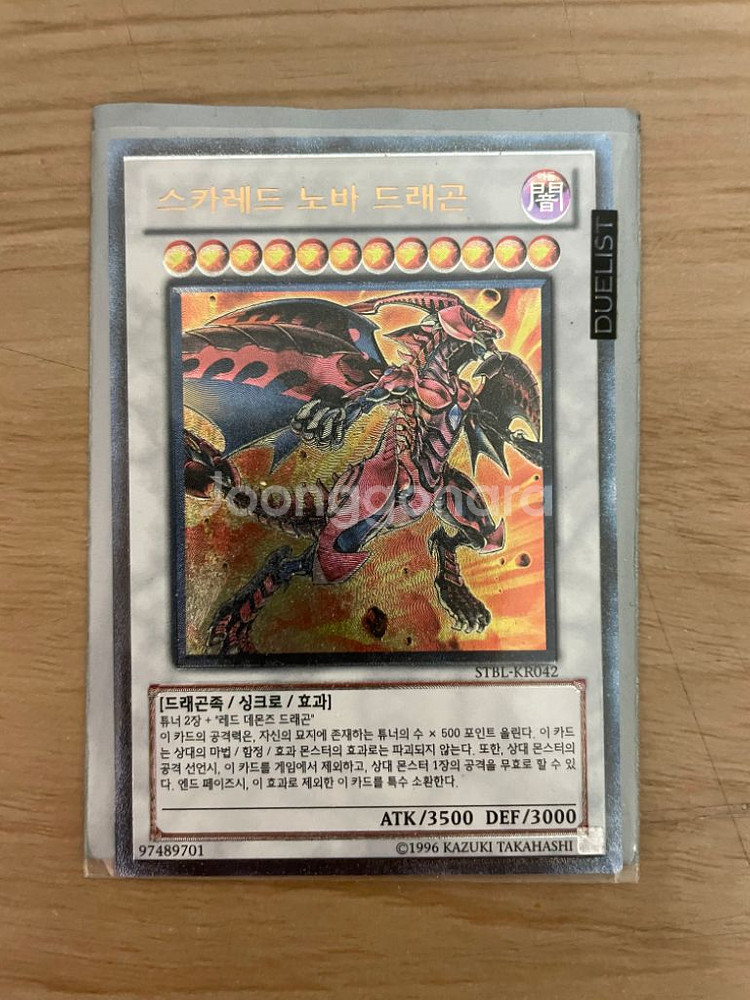 스카레드 노바 드래곤
어둠
闇
DUELIST
Joonggonara
STBL-KR042
[드래곤족 / 싱크로 / 효과]
튜너 2장 + "레드 데몬즈 드래곤"
이 카드의 공격력은, 자신의 묘지에 존재하는 튜너의 수 × 500 포인트 올린다. 이 카드
는 상대의 마법 / 함정 / 효과 몬스터의 효과로는 파괴되지 않는다. 또한, 상대 몬스터의
공격 선언시, 이 카드를 게임에서 제외하고, 상대 몬스터 1장의 공격을 무효로 할 수 있
다. 엔드 페이즈시, 이 효과로 제외한 이 카드를 특수 소환한다.
ATK/3500 DEF/3000
97489701
©1996 KAZUKI TAKAHASHI